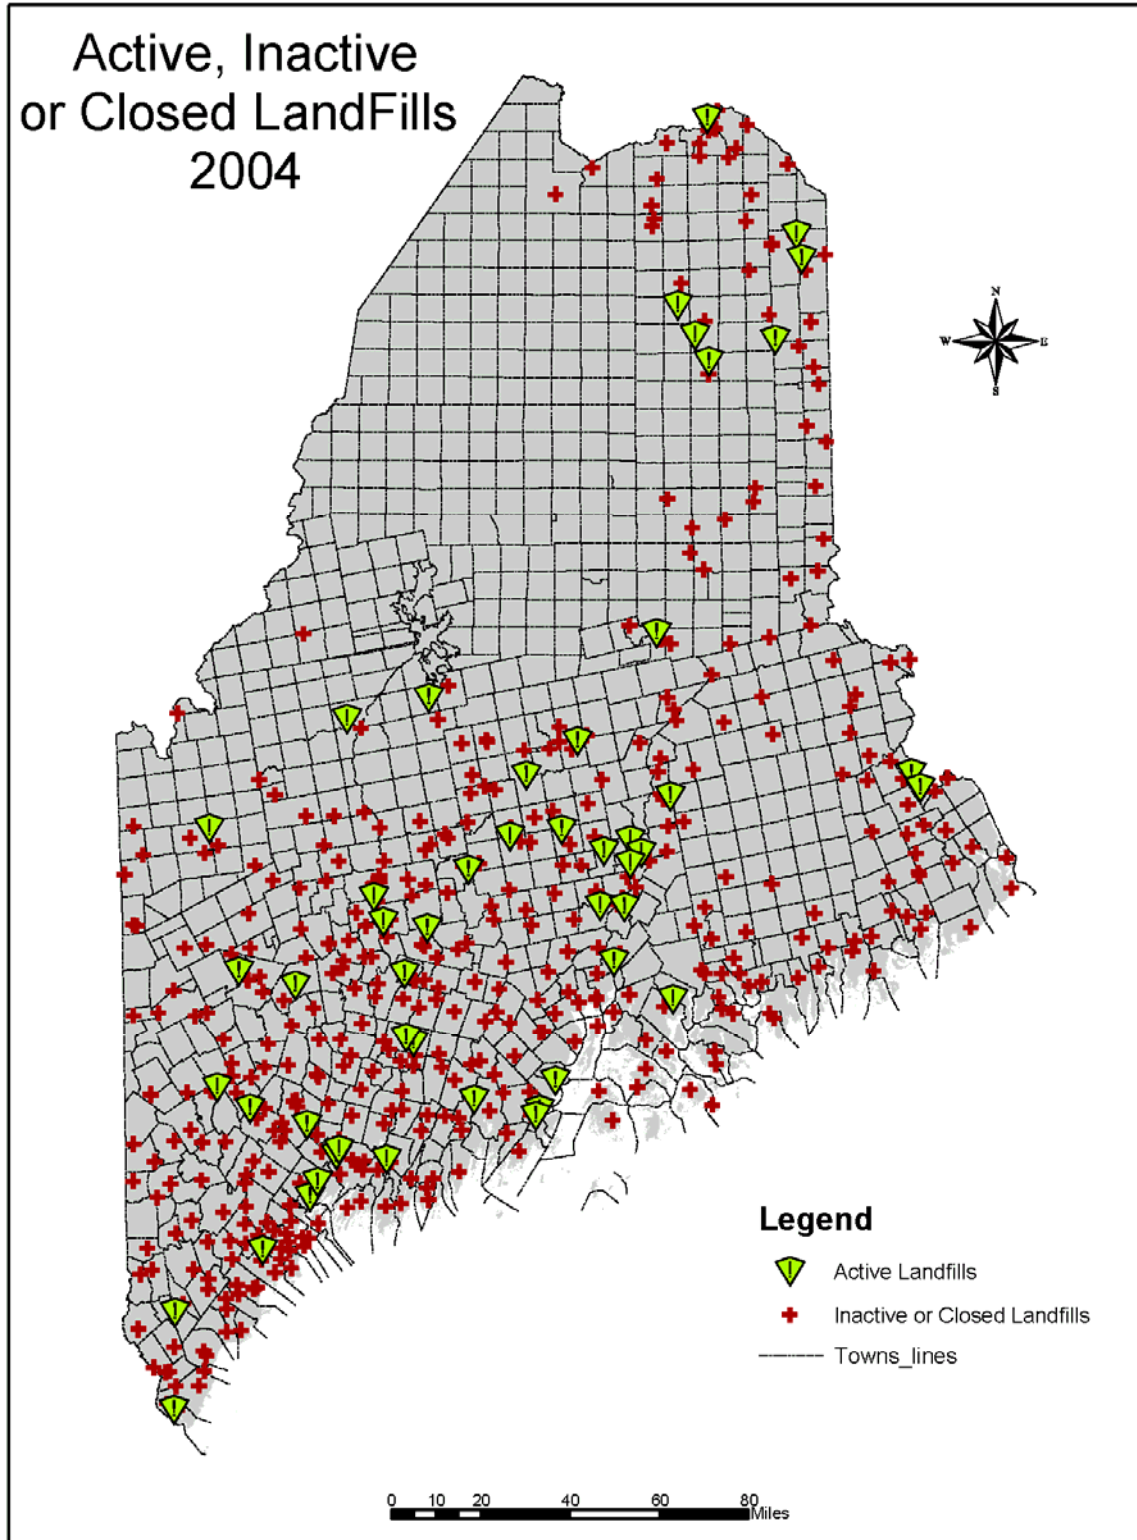 Active, Inactive
or Closed LandFills
2004
N
W E
S
Legend
Active Landfills
Inactive or Closed Landfills
Towns_lines
0 10 20 40 60 80
Miles